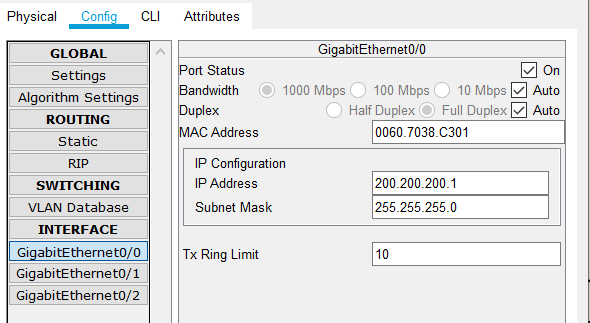 Physical Config CLI Attributes
GLOBAL
Settings
Algorithm Settings
ROUTING
Static
RIP
SWITCHING
VLAN Database
INTERFACE
GigabitEthernet0/0
GigabitEthernet0/1
GigabitEthernet0/2
GigabitEthernet0/0
Port Status On
Bandwidth 1000 Mbps 100 Mbps 10 Mbps Auto
Duplex Half Duplex Full Duplex Auto
MAC Address 0060.7038.C301
IP Configuration
IP Address 200.200.200.1
Subnet Mask 255.255.255.0
Tx Ring Limit 10